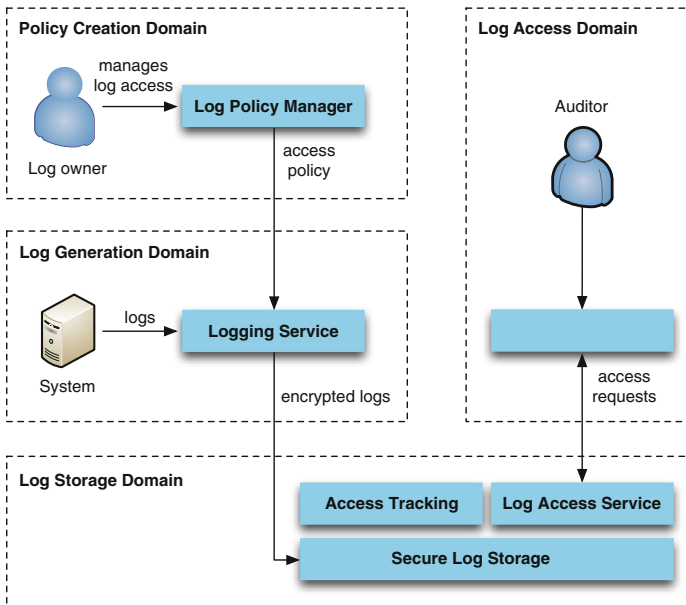 Policy Creation Domain
manages
log access
Log owner
Log Policy Manager
access
policy
Log Access Domain
Auditor
access
requests
Log Generation Domain
System
logs
Logging Service
encrypted logs
Log Storage Domain
Access Tracking
Log Access Service
Secure Log Storage